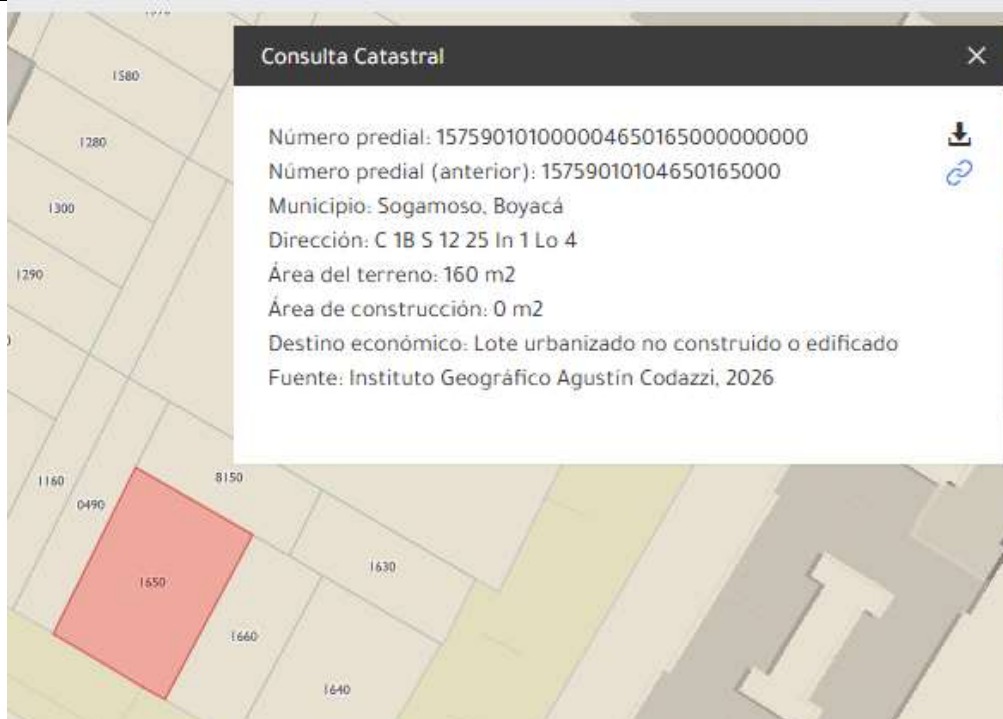 Consulta Catastral
Número predial: 157590101000004650165000000000
Número predial (anterior): 15759010104650165000
Municipio: Sogamoso, Boyacá
Dirección: C 1B S 12 25 In 1 Lo 4
Área del terreno: 160 m2
Área de construcción: 0 m2
Destino económico: Lote urbanizado no construido o edificado
Fuente: Instituto Geográfico Agustín Codazzi, 2026
1580
1280
1300
1290
1160
0490
8150
1650
1630
1660
1640